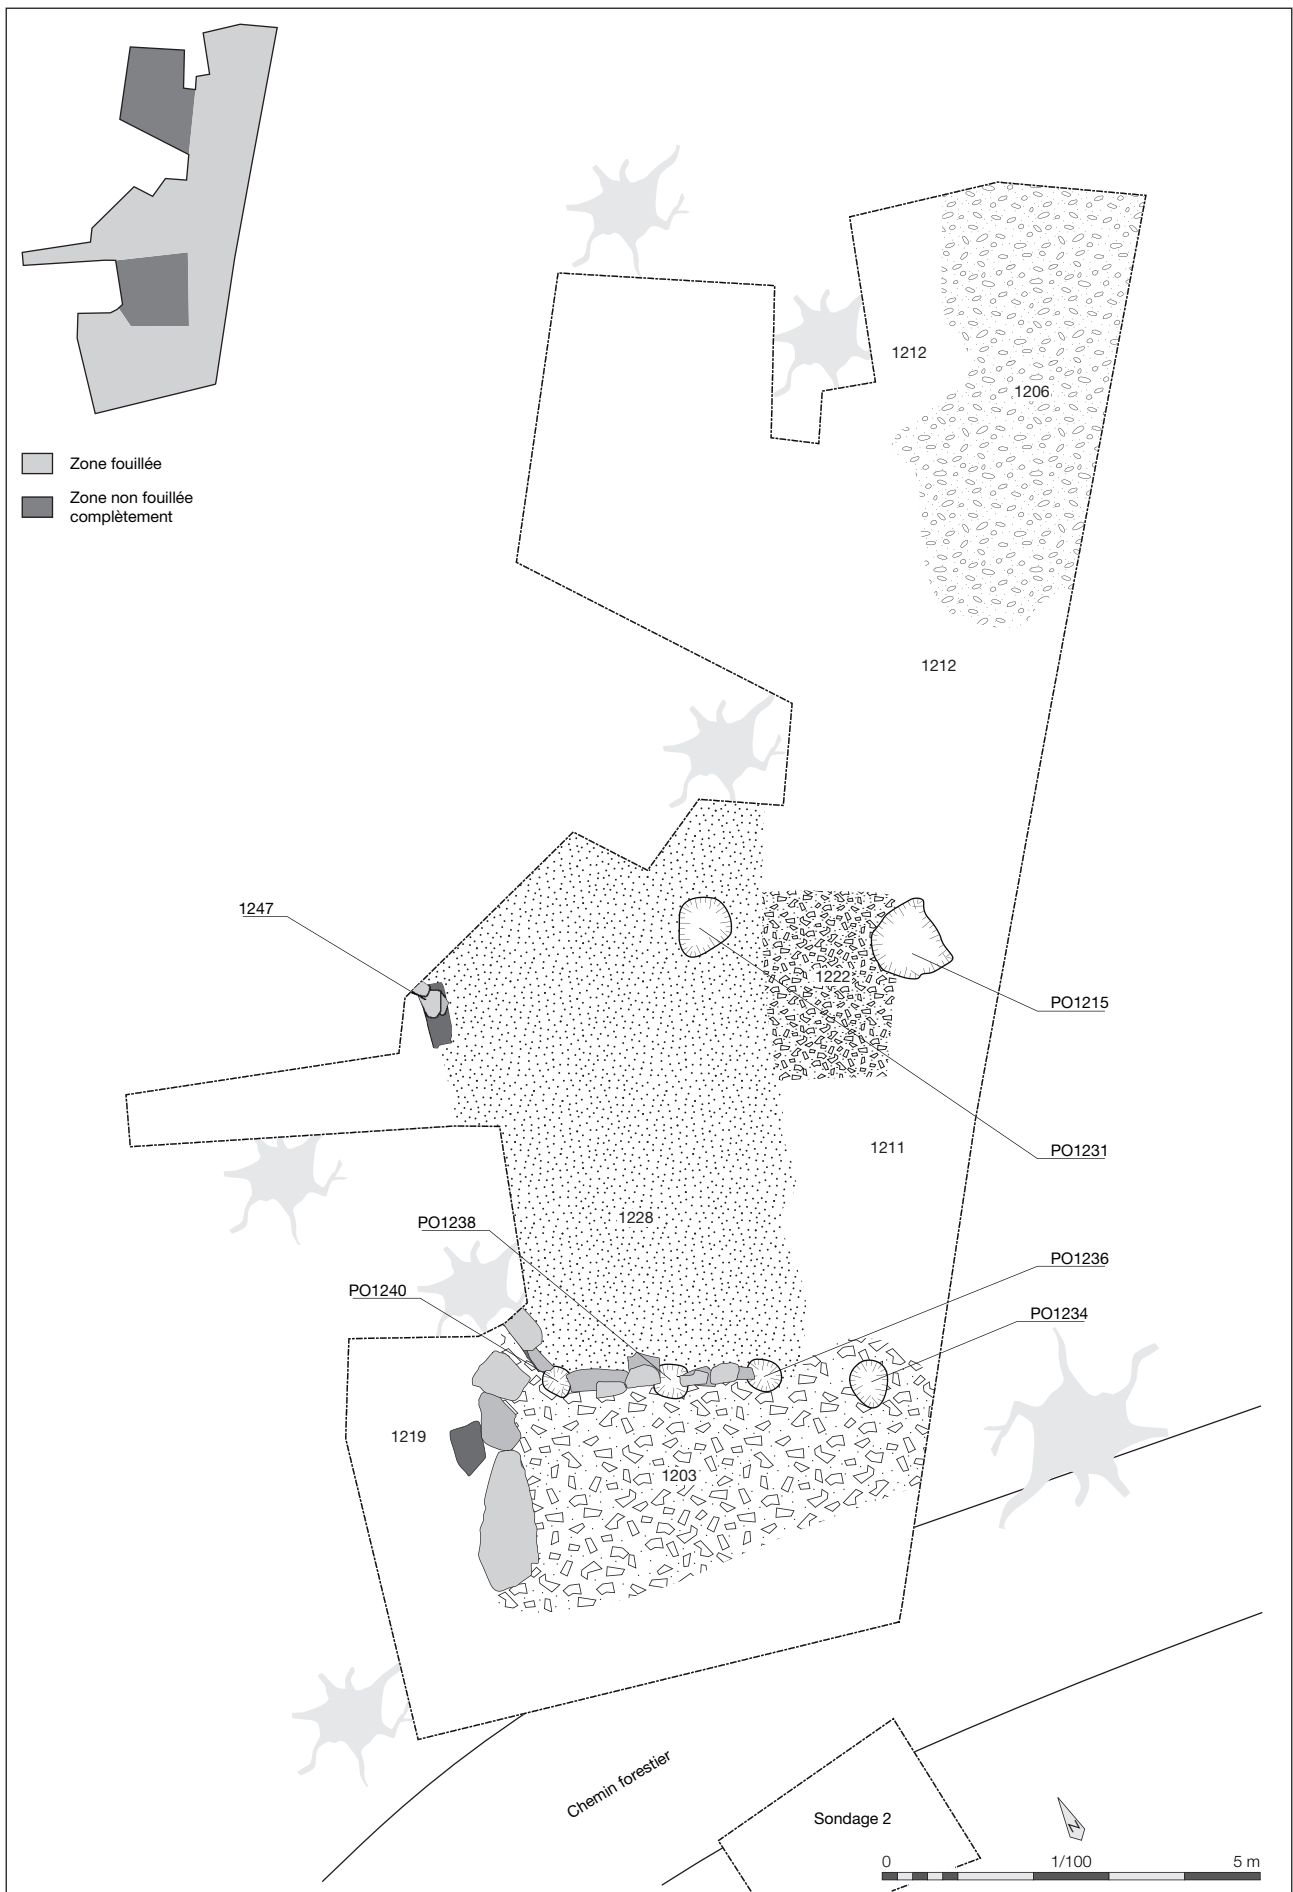 Zone fouillée
Zone non fouillée
complètement
1212
1206
1212
1247
1222
PO1215
PO1231
1211
1228
PO1238
PO1236
PO1240
PO1234
1219
1203
Chemin forestier
Sondage 2
N
0 1/100 5 m